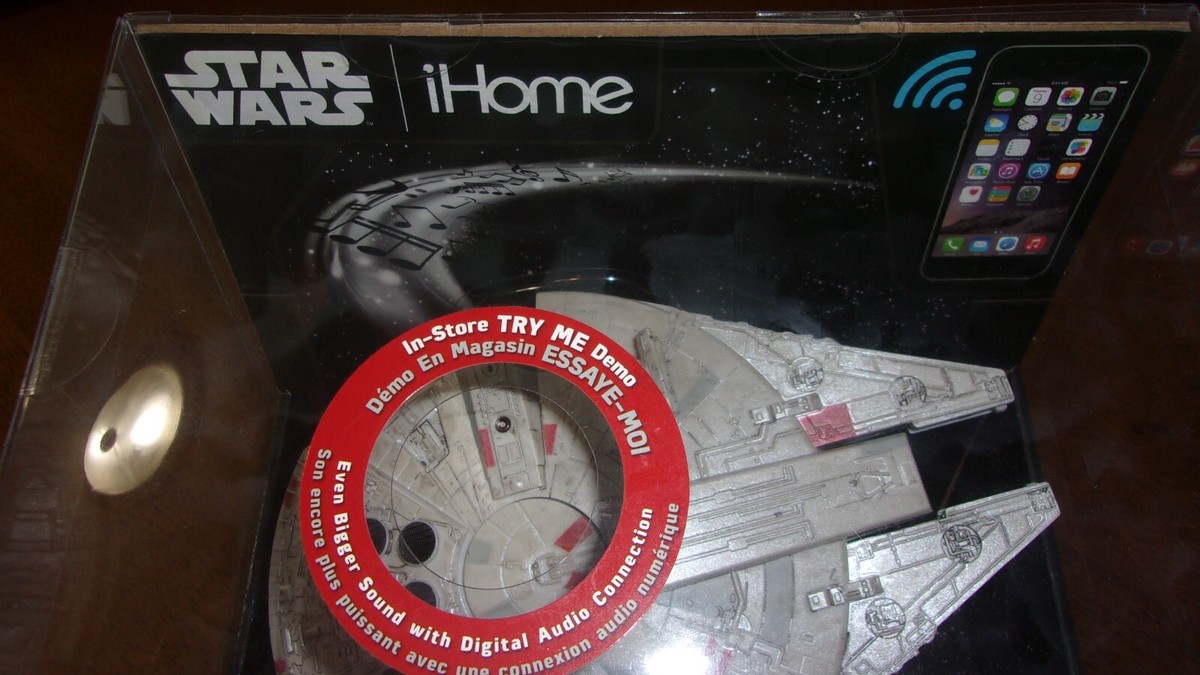 STAR
WARS
iHome
In-Store TRY ME Demo
Démo En Magasin ESSAYE-MOI
Even Bigger Sound with Digital Audio Connection
Son encore plus puissant avec une connexion audio numérique